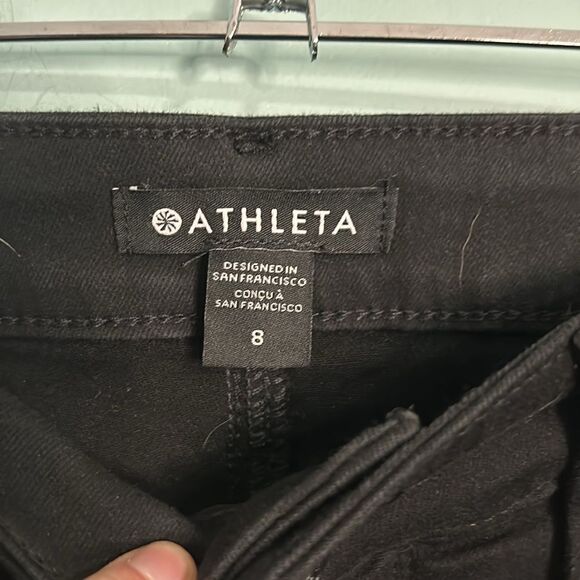 ATHLETA
DESIGNED IN
SAN FRANCISCO
CONÇU À
SAN FRANCISCO
8